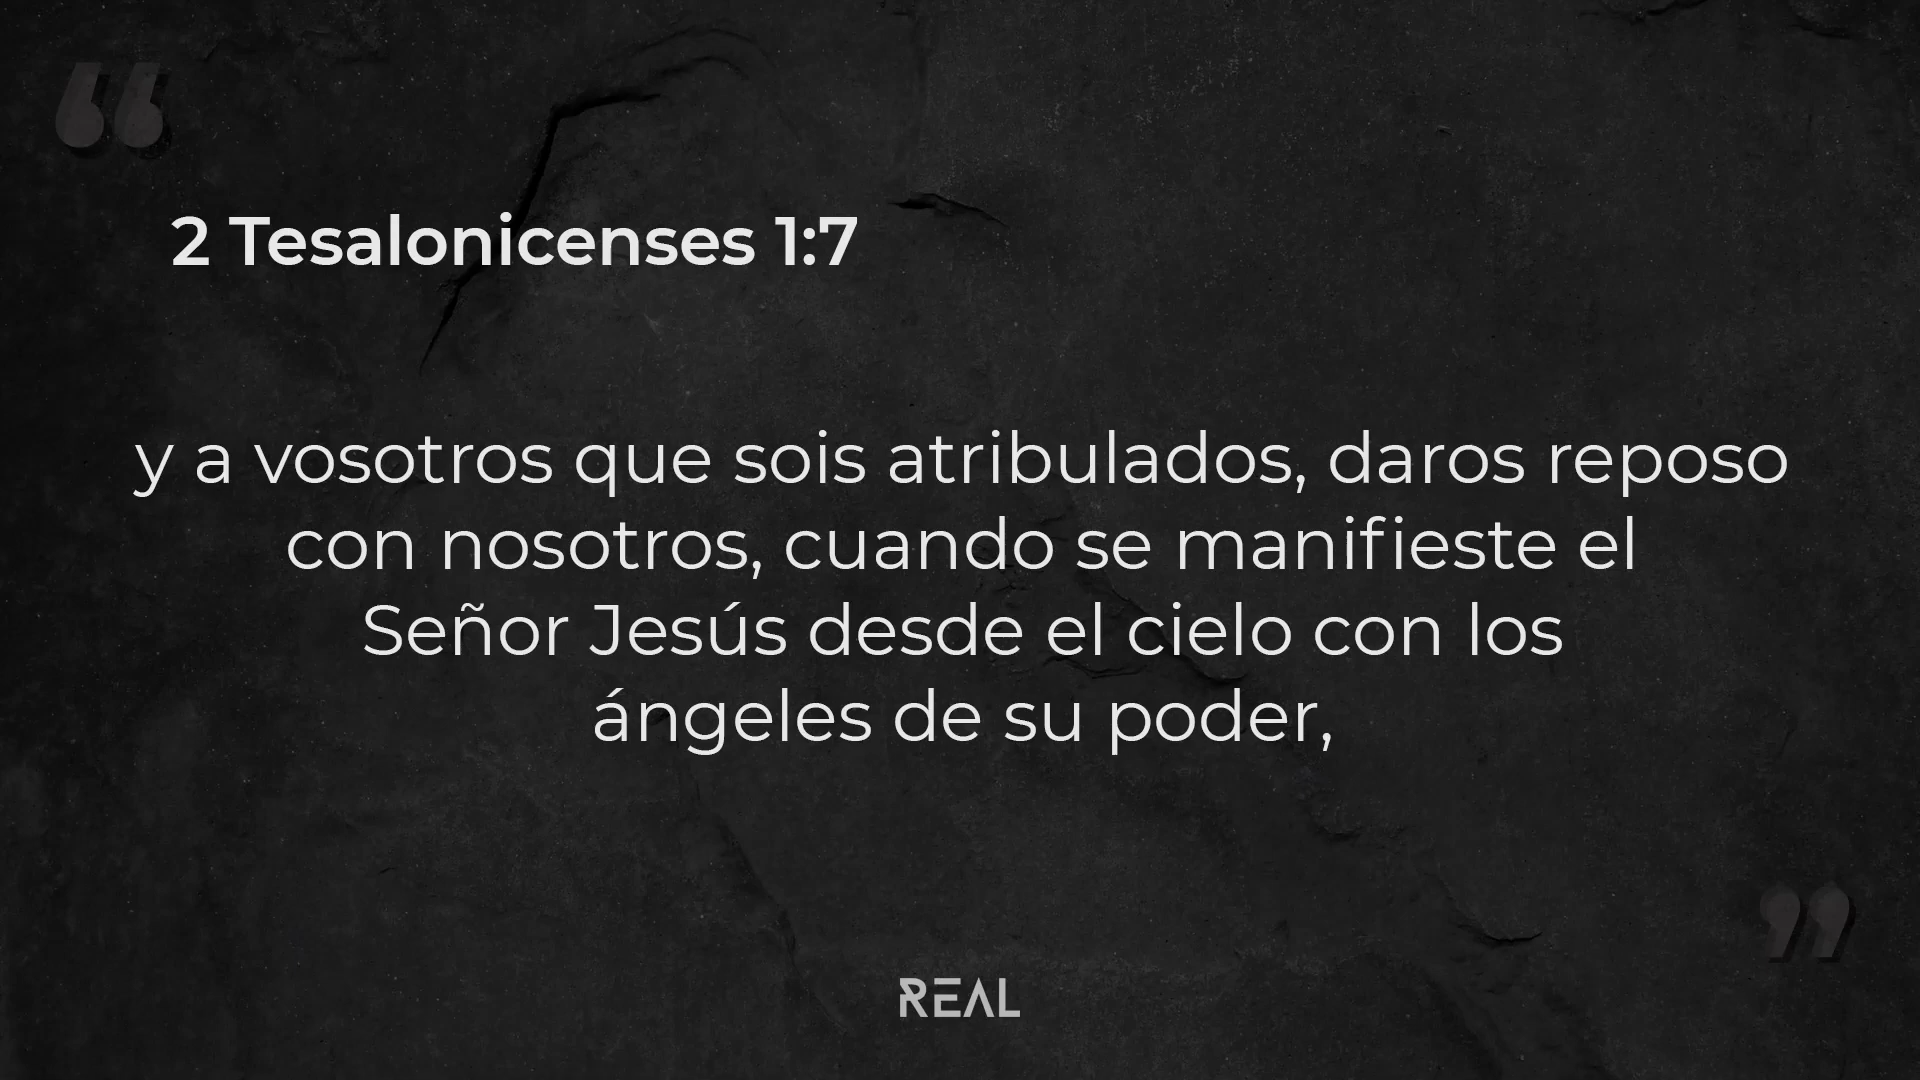 “
2 Tesalonicenses 1:7
y a vosotros que sois atribulados, daros reposo
con nosotros, cuando se manifieste el
Señor Jesús desde el cielo con los
ángeles de su poder,
”
REAL